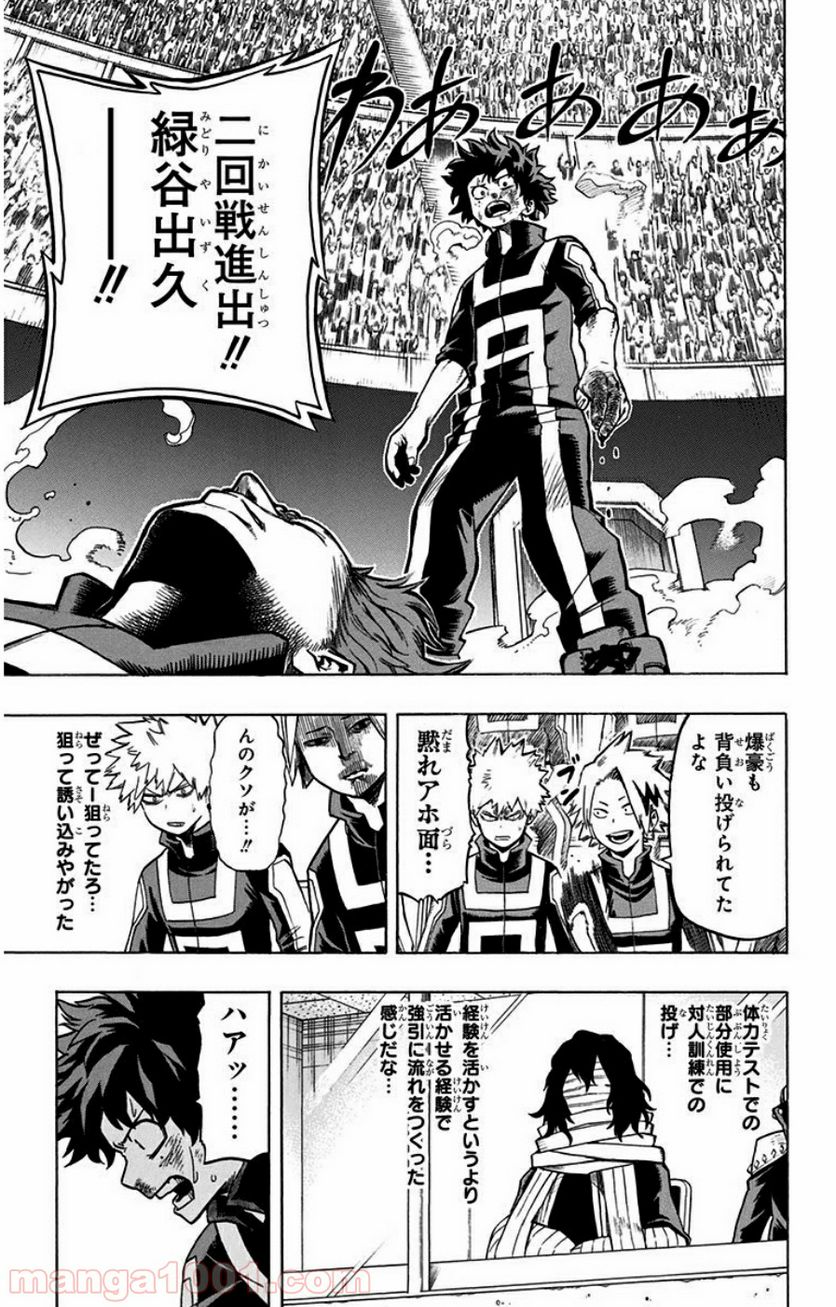 わあああぁ
二回戦進出!!
緑谷出久
――!!
爆豪も
背負い投げられてた
よな
黙れアホ面…
んのクソが…!!
ぜってー狙ってたろ…
狙って誘い込みやがった
体力テストでの
部分使用に
対人訓練での
投げ…
経験を活かすというより
活かせる経験で
強引に流れをつくった
感じだな…
ハアッ……
manga1001.com